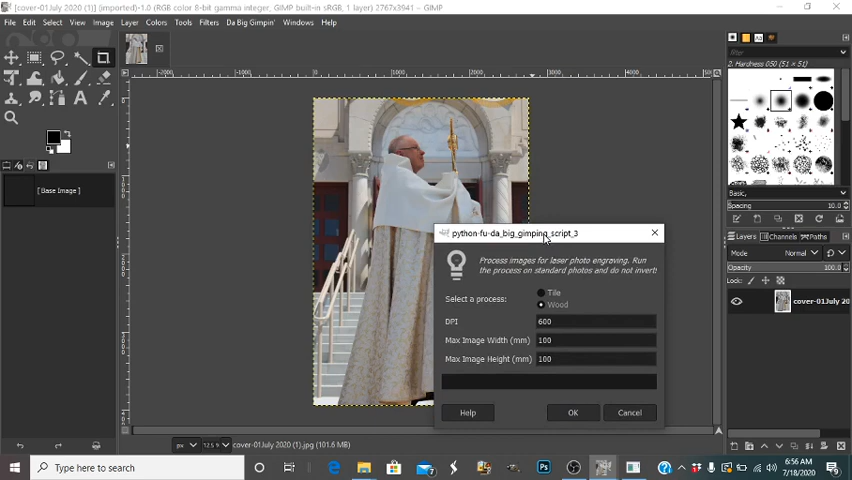 [cover-01July 2020 (1)] (imported)-1.0 (RGB color 8-bit gamma integer, GIMP built-in sRGB, 1 layer) 2767x3941 – GIMP
File Edit Select View Image Layer Colors Tools Filters Da Big Gimpin' Windows Help
[ Base Image ]
python-fu-da_big_gimping_script_3
Process images for laser photo engraving. Run
the process on standard photos and do not invert!
Select a process:
Tile
Wood
DPI
600
Max Image Width (mm)
100
Max Image Height (mm)
100
Help
OK
Cancel
filter
2. Hardness 050 (51 × 51)
Basic,
Spacing
10.0
Layers
Channels
Paths
Mode
Normal
Opacity
100.0
Lock:
cover-01July 20
px
12.5
cover-01July 2020 (1).jpg (101.6 MB)
Type here to search
6:56 AM
7/18/2020